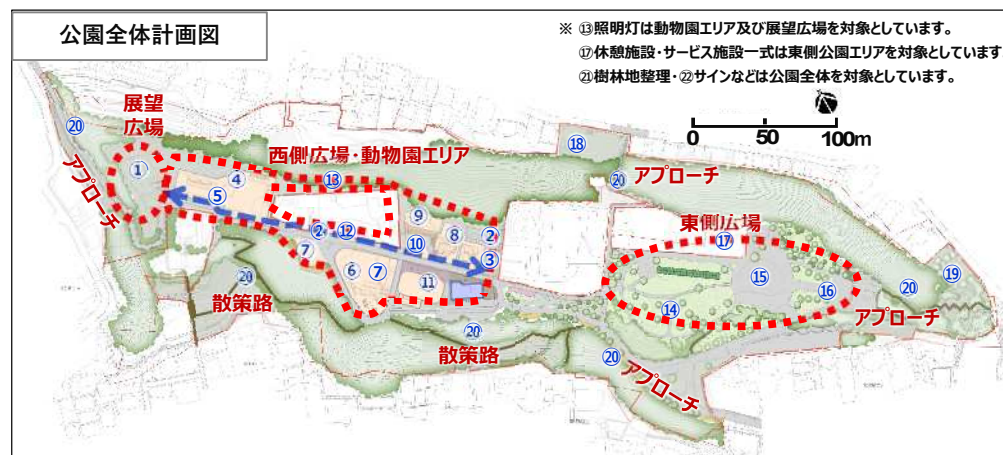 公園全体計画図
※ ⑬照明灯は動物園エリア及び展望広場を対象としています。
⑰休憩施設・サービス施設一式は東側公園エリアを対象としています
㉑樹林地整理・㉒サインなどは公園全体を対象としています。
0 50 100m
展望
広場
⑳
アプローチ
①
④
⑤
西側広場・動物園エリア
⑬
⑱
⑳
アプローチ
②
⑫
⑨
⑧
②
⑩
③
⑦
⑥
⑦
⑪
東側広場
⑰
⑮
⑯
⑭
⑲
⑳
アプローチ
⑳
散策路
⑳
散策路
⑳
アプローチ